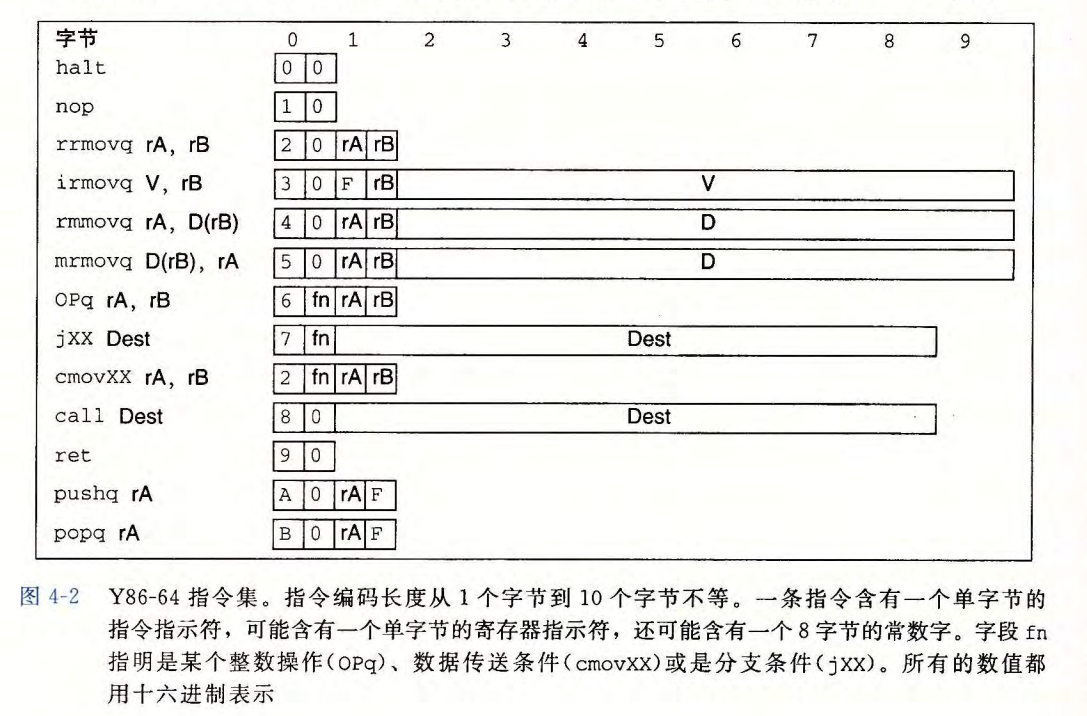 字节 0 1 2 3 4 5 6 7 8 9
halt 0 0
nop 1 0
rrmovq rA, rB 2 0 rA rB
irmovq V, rB 3 0 F rB V
rmmovq rA, D(rB) 4 0 rA rB D
mrmovq D(rB), rA 5 0 rA rB D
OPq rA, rB 6 fn rA rB
jXX Dest 7 fn Dest
cmovXX rA, rB 2 fn rA rB
call Dest 8 0 Dest
ret 9 0
pushq rA A 0 rA F
popq rA B 0 rA F
图 4-2 Y86-64 指令集。指令编码长度从 1 个字节到 10 个字节不等。一条指令含有一个单字节的
指令指示符，可能含有一个单字节的寄存器指示符，还可能含有一个 8 字节的常数字。字段 fn
指明是某个整数操作(OPq)、数据传送条件(cmovXX)或是分支条件(jXX)。所有的数值都
用十六进制表示